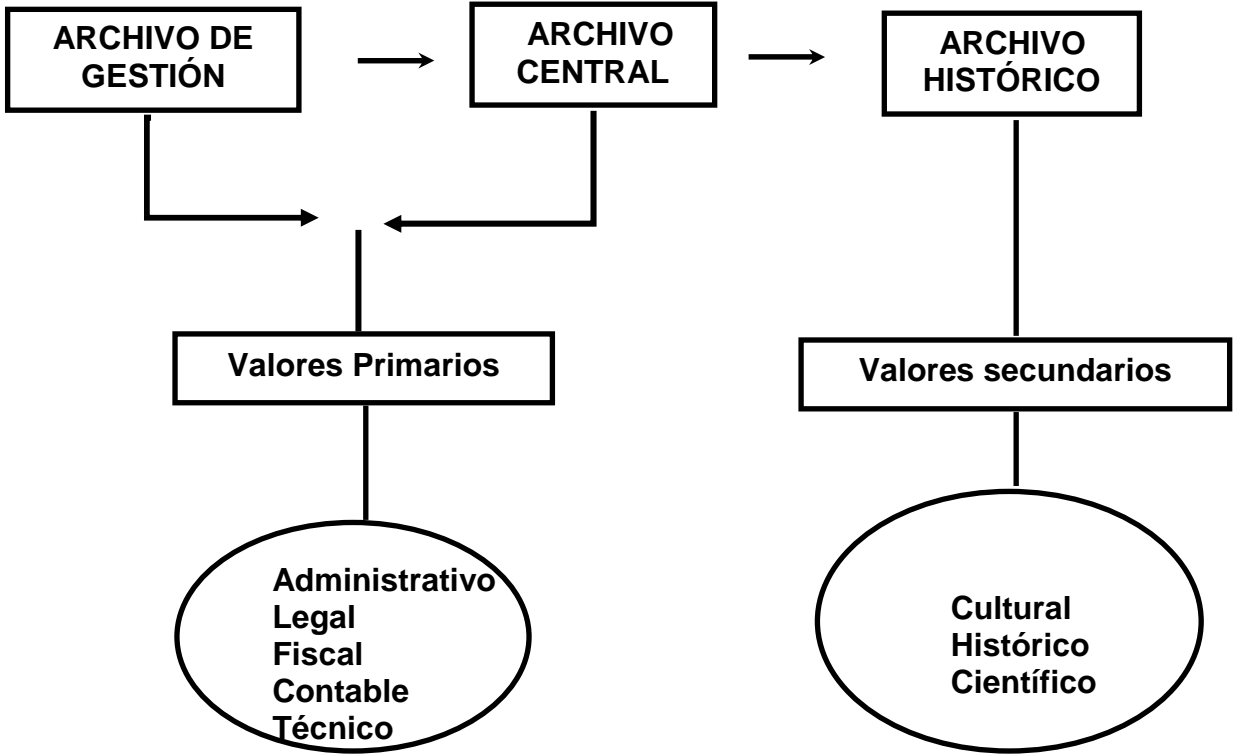 ARCHIVO DE
GESTIÓN
ARCHIVO
CENTRAL
ARCHIVO
HISTÓRICO
Valores Primarios
Valores secundarios
Administrativo
Legal
Fiscal
Contable
Técnico
Cultural
Histórico
Científico